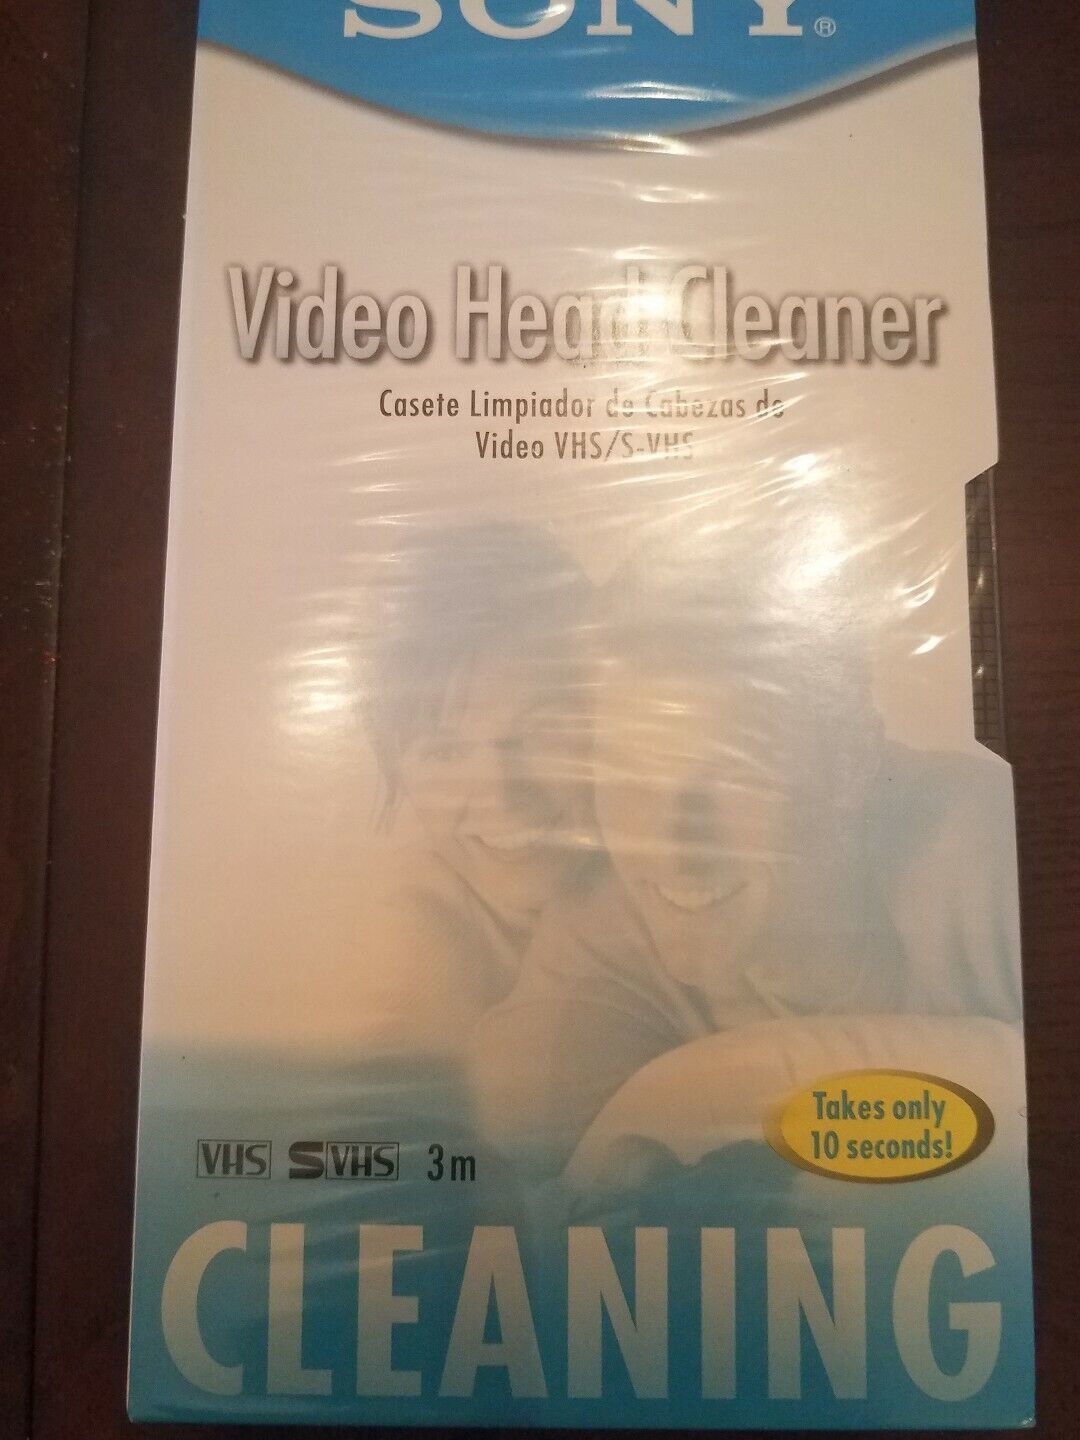 SONY®
Video Head Cleaner
Casete Limpiador de Cabezas de
Video VHS/S-VHS
Takes only
10 seconds!
VHS SVHS 3m
CLEANING